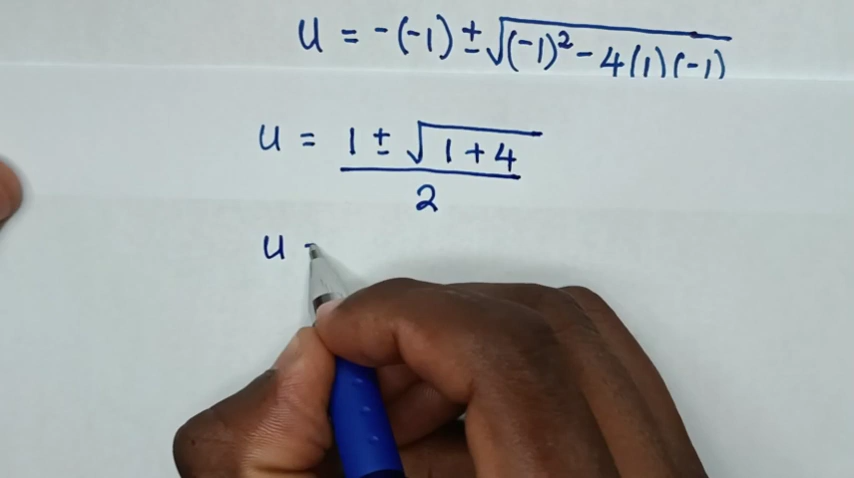 u = -(-1) ± √(-1)² - 4(1)(-1)
u = 1 ± √1+4
2
u -